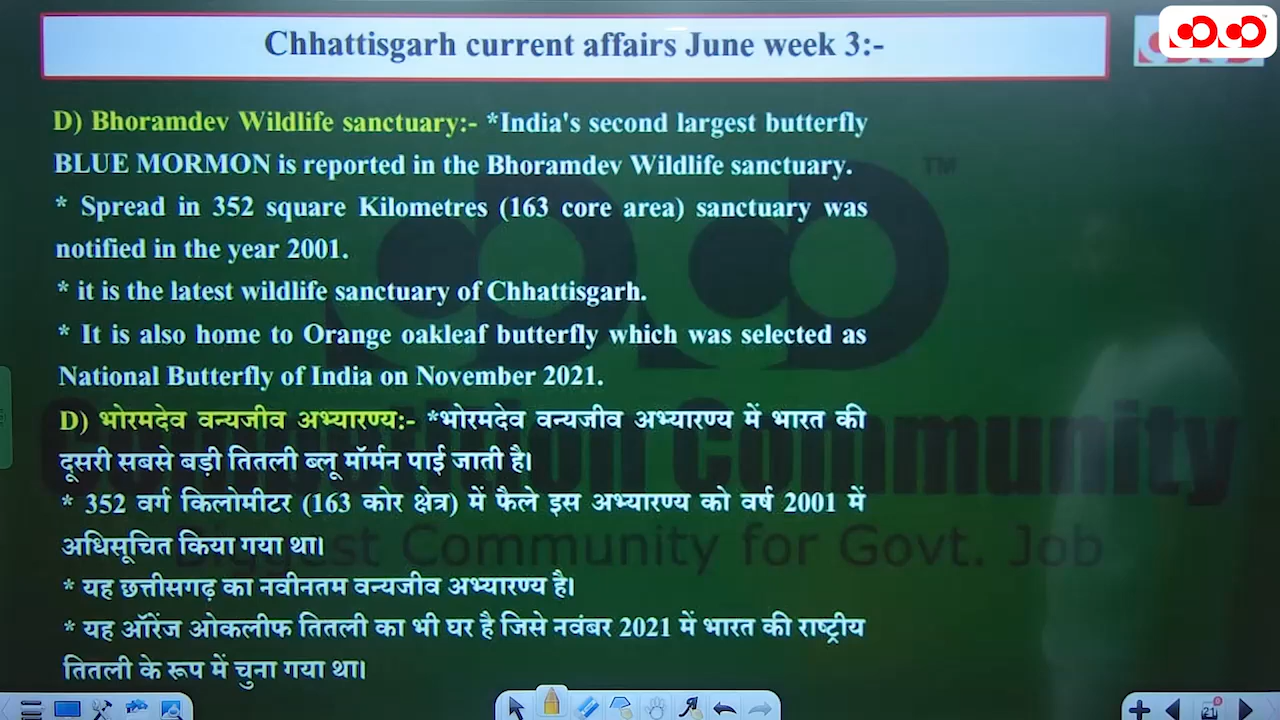 Chhattisgarh current affairs June week 3:-
D) Bhoramdev Wildlife sanctuary:- *India's second largest butterfly
BLUE MORMON is reported in the Bhoramdev Wildlife sanctuary.
* Spread in 352 square Kilometres (163 core area) sanctuary was
notified in the year 2001.
* it is the latest wildlife sanctuary of Chhattisgarh.
* It is also home to Orange oakleaf butterfly which was selected as
National Butterfly of India on November 2021.
D) भोरमदेव वन्यजीव अभ्यारण्य:- *भोरमदेव वन्यजीव अभ्यारण्य में भारत की
दूसरी सबसे बड़ी तितली ब्लू मॉर्मन पाई जाती है।
* 352 वर्ग किलोमीटर (163 कोर क्षेत्र) में फैले इस अभ्यारण्य को वर्ष 2001 में
अधिसूचित किया गया था।
* यह छत्तीसगढ़ का नवीनतम वन्यजीव अभ्यारण्य है।
* यह ऑरेंज ओकलीफ तितली का भी घर है जिसे नवंबर 2021 में भारत की राष्ट्रीय
तितली के रूप में चुना गया था।
TM
Community
Community for Govt. Job
21